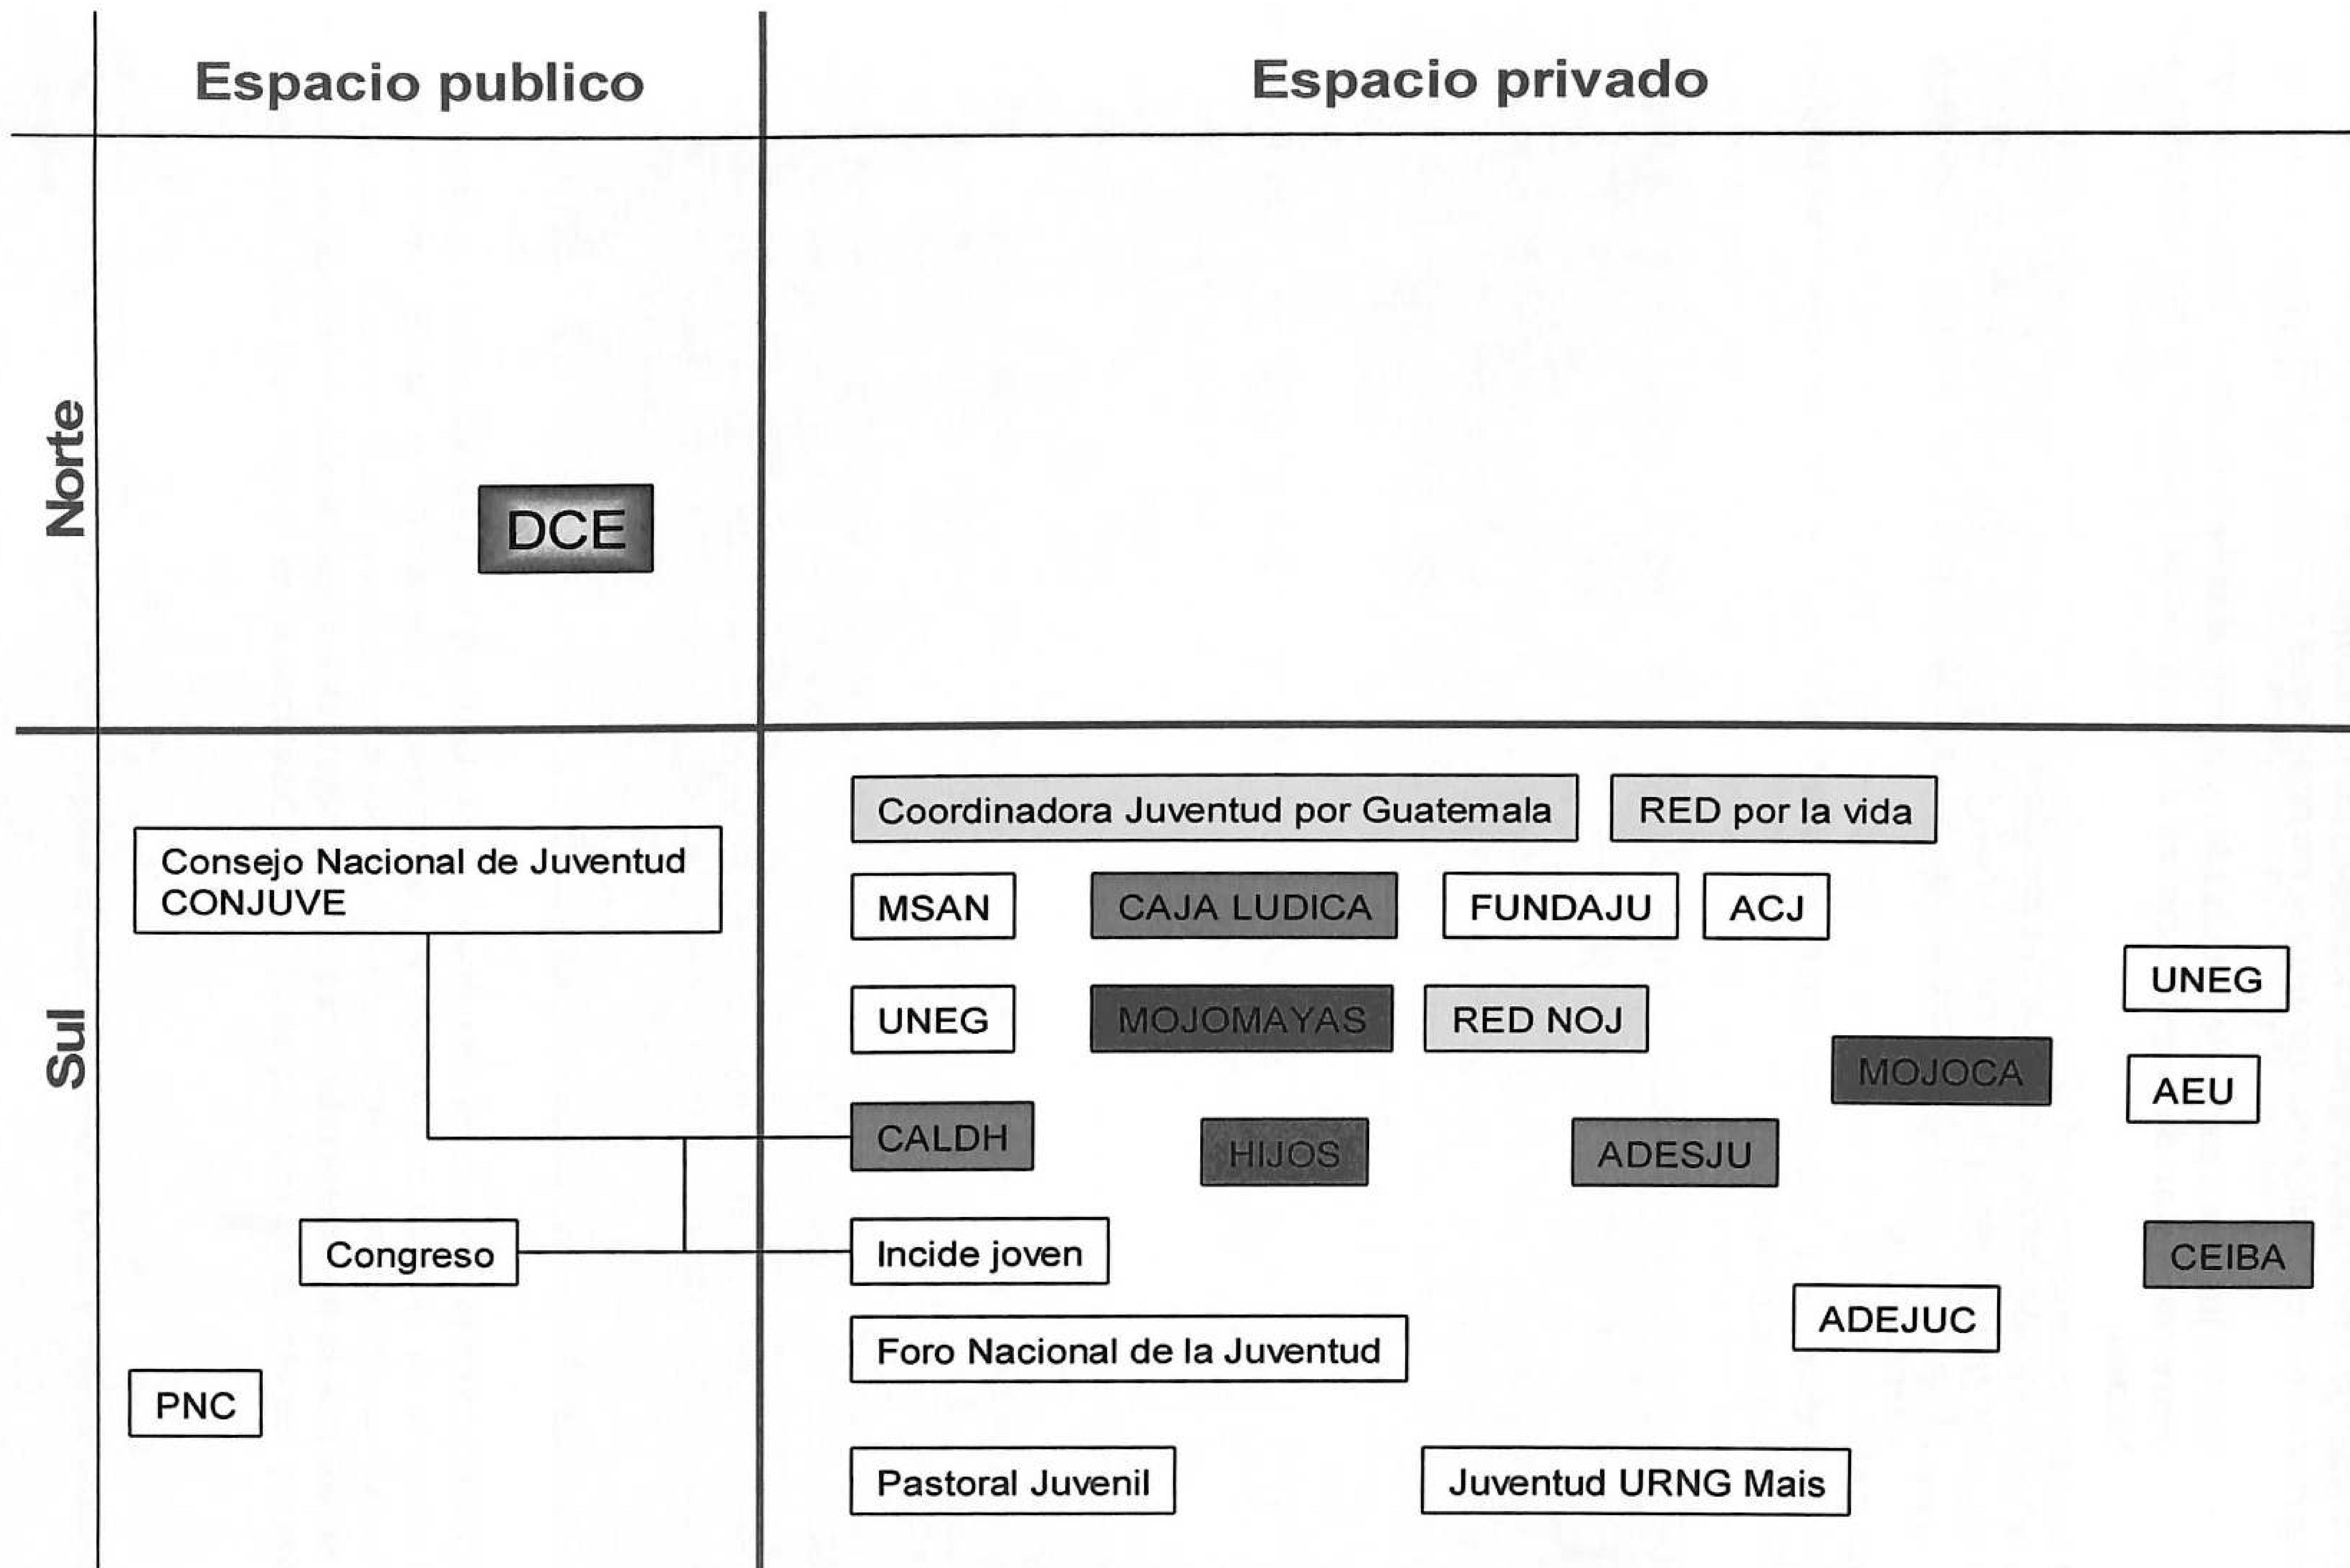 Espacio publico
Espacio privado
Norte
DCE
Sul
Coordinadora Juventud por Guatemala
RED por la vida
Consejo Nacional de Juventud
CONJUVE
MSAN
CAJA LUDICA
FUNDAJU
ACJ
UNEG
UNEG
MOJOMAYAS
RED NOJ
MOJOCA
AEU
CALDH
HIJOS
ADESJU
Congreso
Incide joven
CEIBA
ADEJUC
Foro Nacional de la Juventud
PNC
Pastoral Juvenil
Juventud URNG Mais